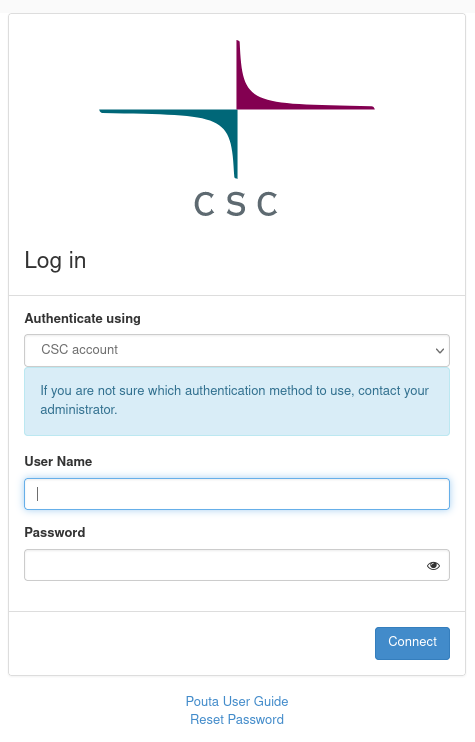 CSC
Log in
Authenticate using
CSC account
If you are not sure which authentication method to use, contact your
administrator.
User Name
Password
Connect
Pouta User Guide
Reset Password